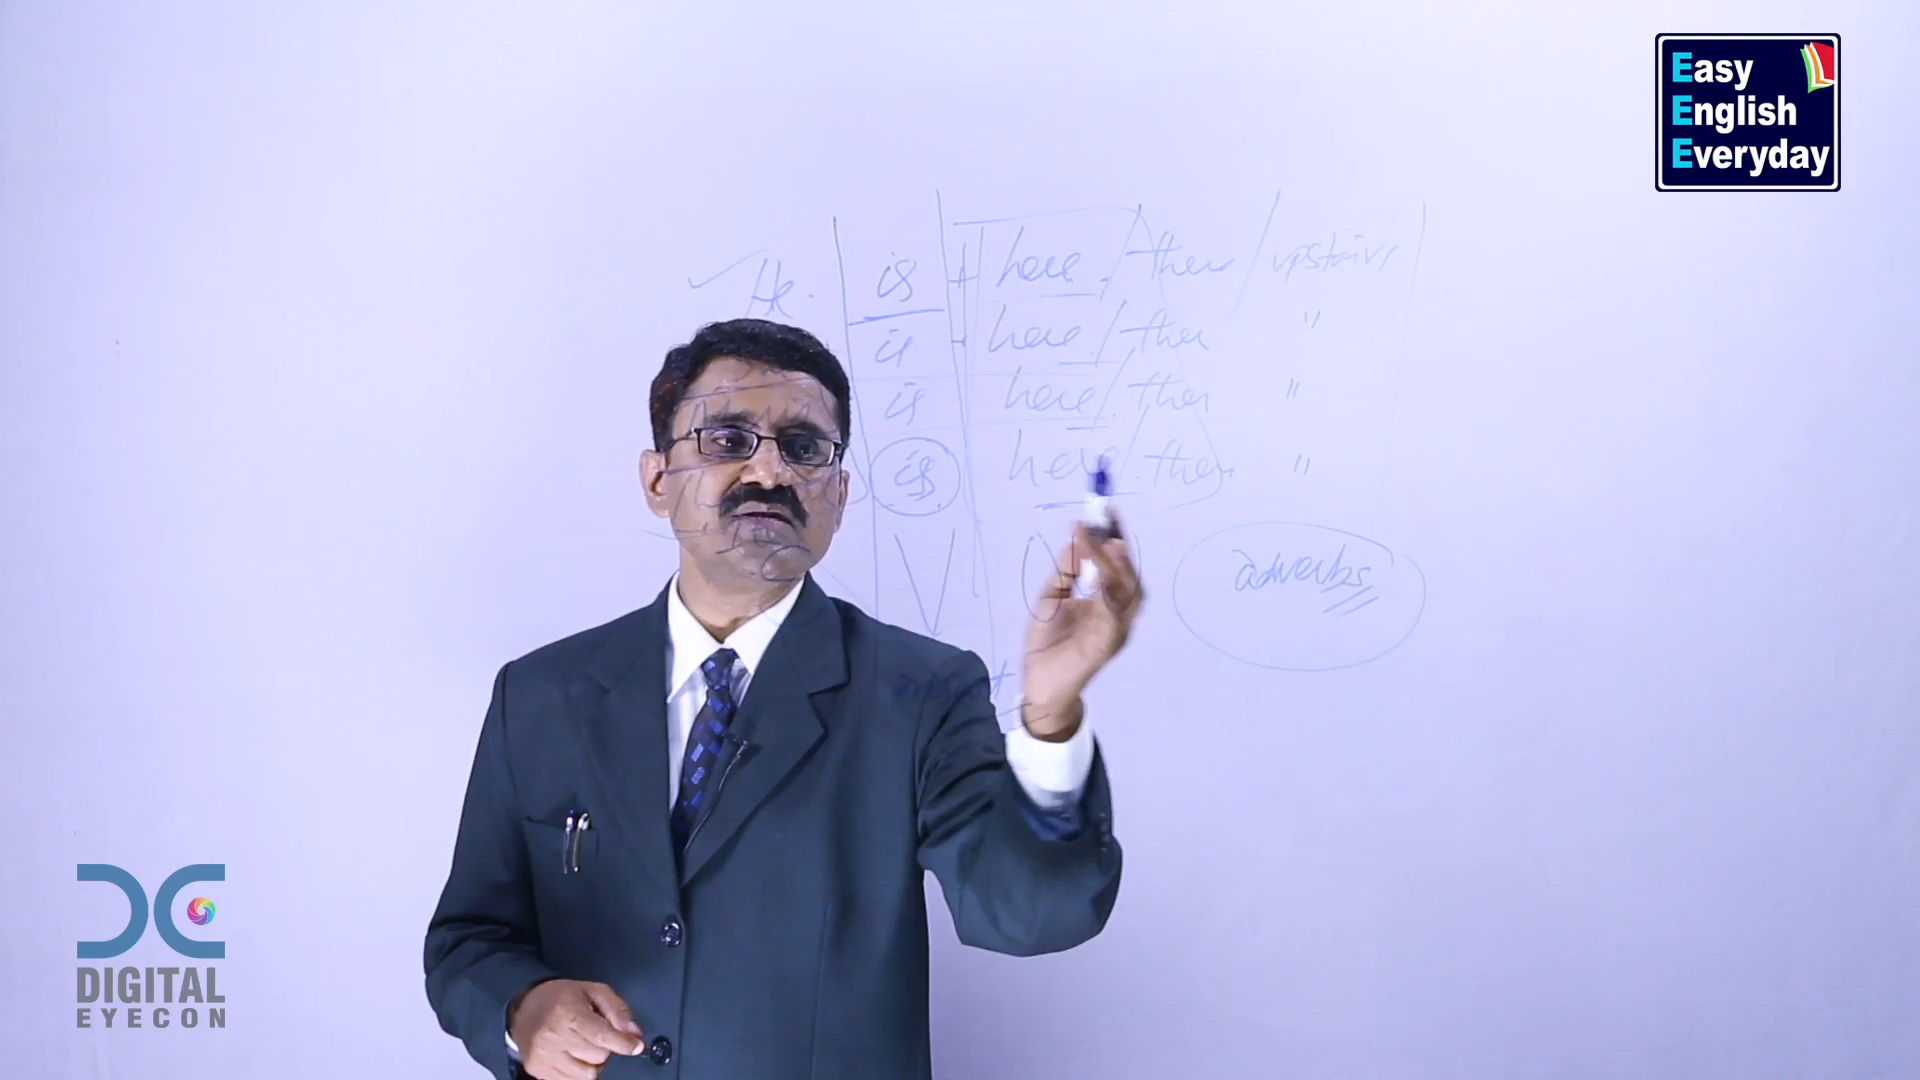 Easy
English
Everyday
He is + here / there / upstairs
is + here / there "
is here / there "
is here / there "
V
adverbs
DIGITAL
EYECON